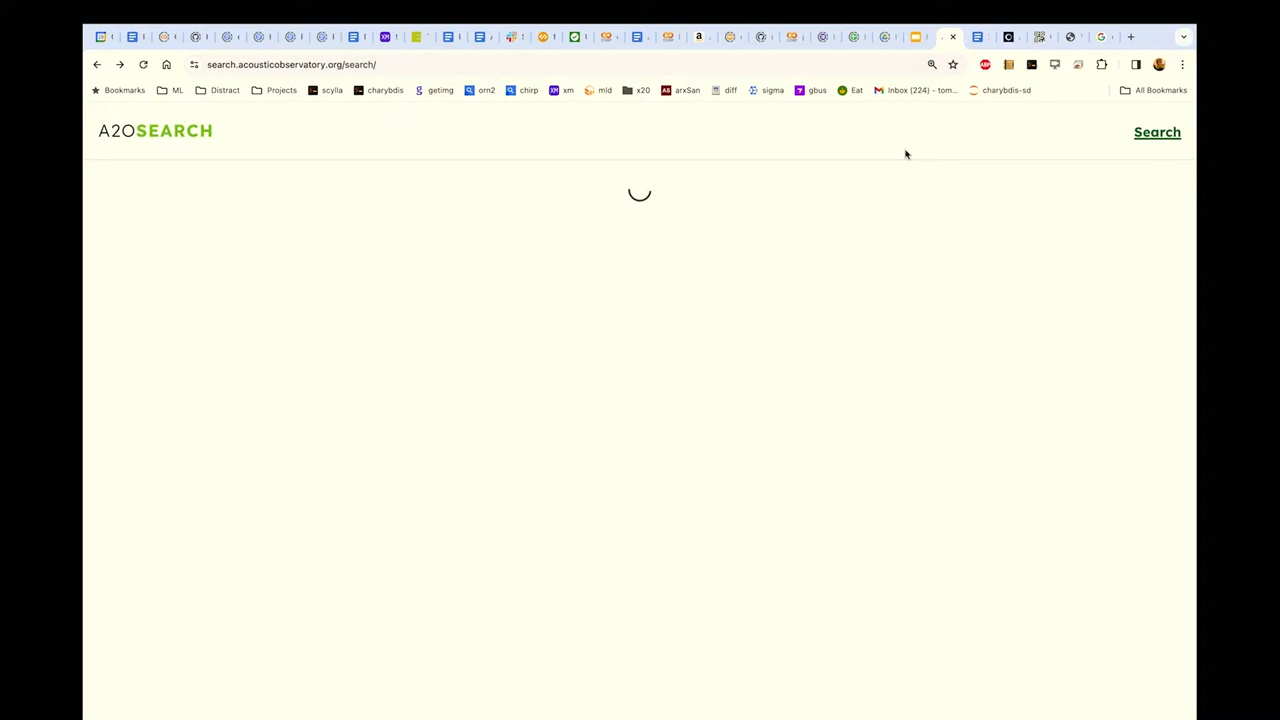 search.acousticobservatory.org/search/
Bookmarks ML Distract Projects scylla charybdis getimg orn2 chirp xm mld x20 arxSan diff sigma gbus Eat Inbox (224) - tom... charybdis-sd All Bookmarks
A2OSEARCH
Search